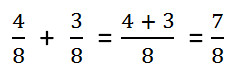 4/8 + 3/8 = (4 + 3)/8 = 7/8